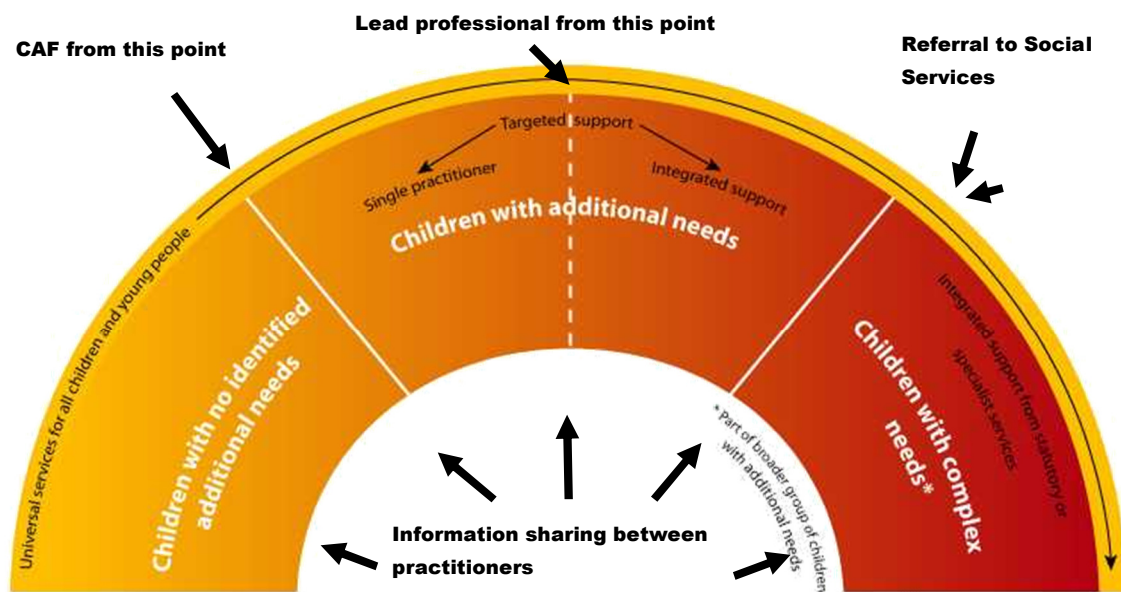 Lead professional from this point
CAF from this point
Referral to Social
Services
Targeted support
Single practitioner
Integrated support
Children with additional needs
Universal services for all children and young people
Children with no identified
additional needs
Integrated support from statutory or
specialist services
Children with complex
needs*
* Part of broader group of children
with additional needs
Information sharing between
practitioners